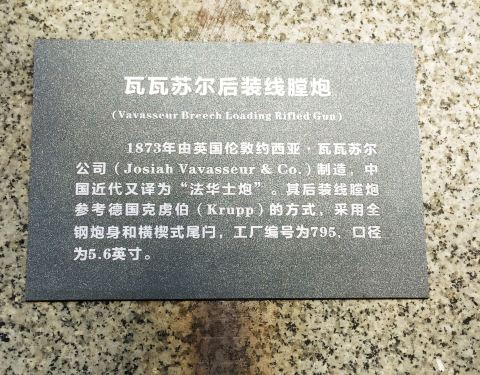 瓦瓦苏尔后装线膛炮
(Vavasseur Breech Loading Rifled Gun)
1873年由英国伦敦约西亚·瓦瓦苏尔
公司（Josiah Vavasseur & Co.）制造，中
国近代又译为“法华士炮”。其后装线膛炮
参考德国克虏伯（Krupp）的方式，采用全
钢炮身和横楔式尾闩，工厂编号为795、口径
为5.6英寸。